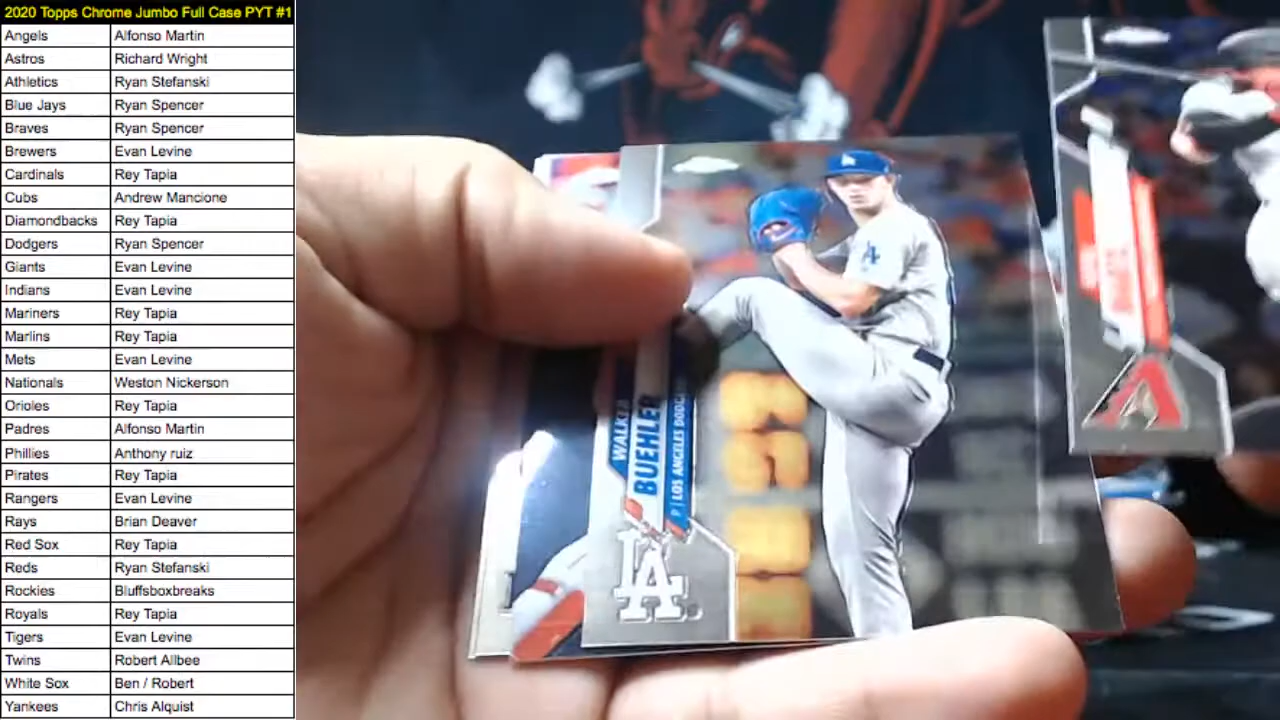 2020 Topps Chrome Jumbo Full Case PYT #1
Angels Alfonso Martin
Astros Richard Wright
Athletics Ryan Stefanski
Blue Jays Ryan Spencer
Braves Ryan Spencer
Brewers Evan Levine
Cardinals Rey Tapia
Cubs Andrew Mancione
Diamondbacks Rey Tapia
Dodgers Ryan Spencer
Giants Evan Levine
Indians Evan Levine
Mariners Rey Tapia
Marlins Rey Tapia
Mets Evan Levine
Nationals Weston Nickerson
Orioles Rey Tapia
Padres Alfonso Martin
Phillies Anthony ruiz
Pirates Rey Tapia
Rangers Evan Levine
Rays Brian Deaver
Red Sox Rey Tapia
Reds Ryan Stefanski
Rockies Bluffsboxbreaks
Royals Rey Tapia
Tigers Evan Levine
Twins Robert Allbee
White Sox Ben / Robert
Yankees Chris Alquist
WALKER
BUEHLER
P | LOS ANGELES DODG
LA
LA
LA